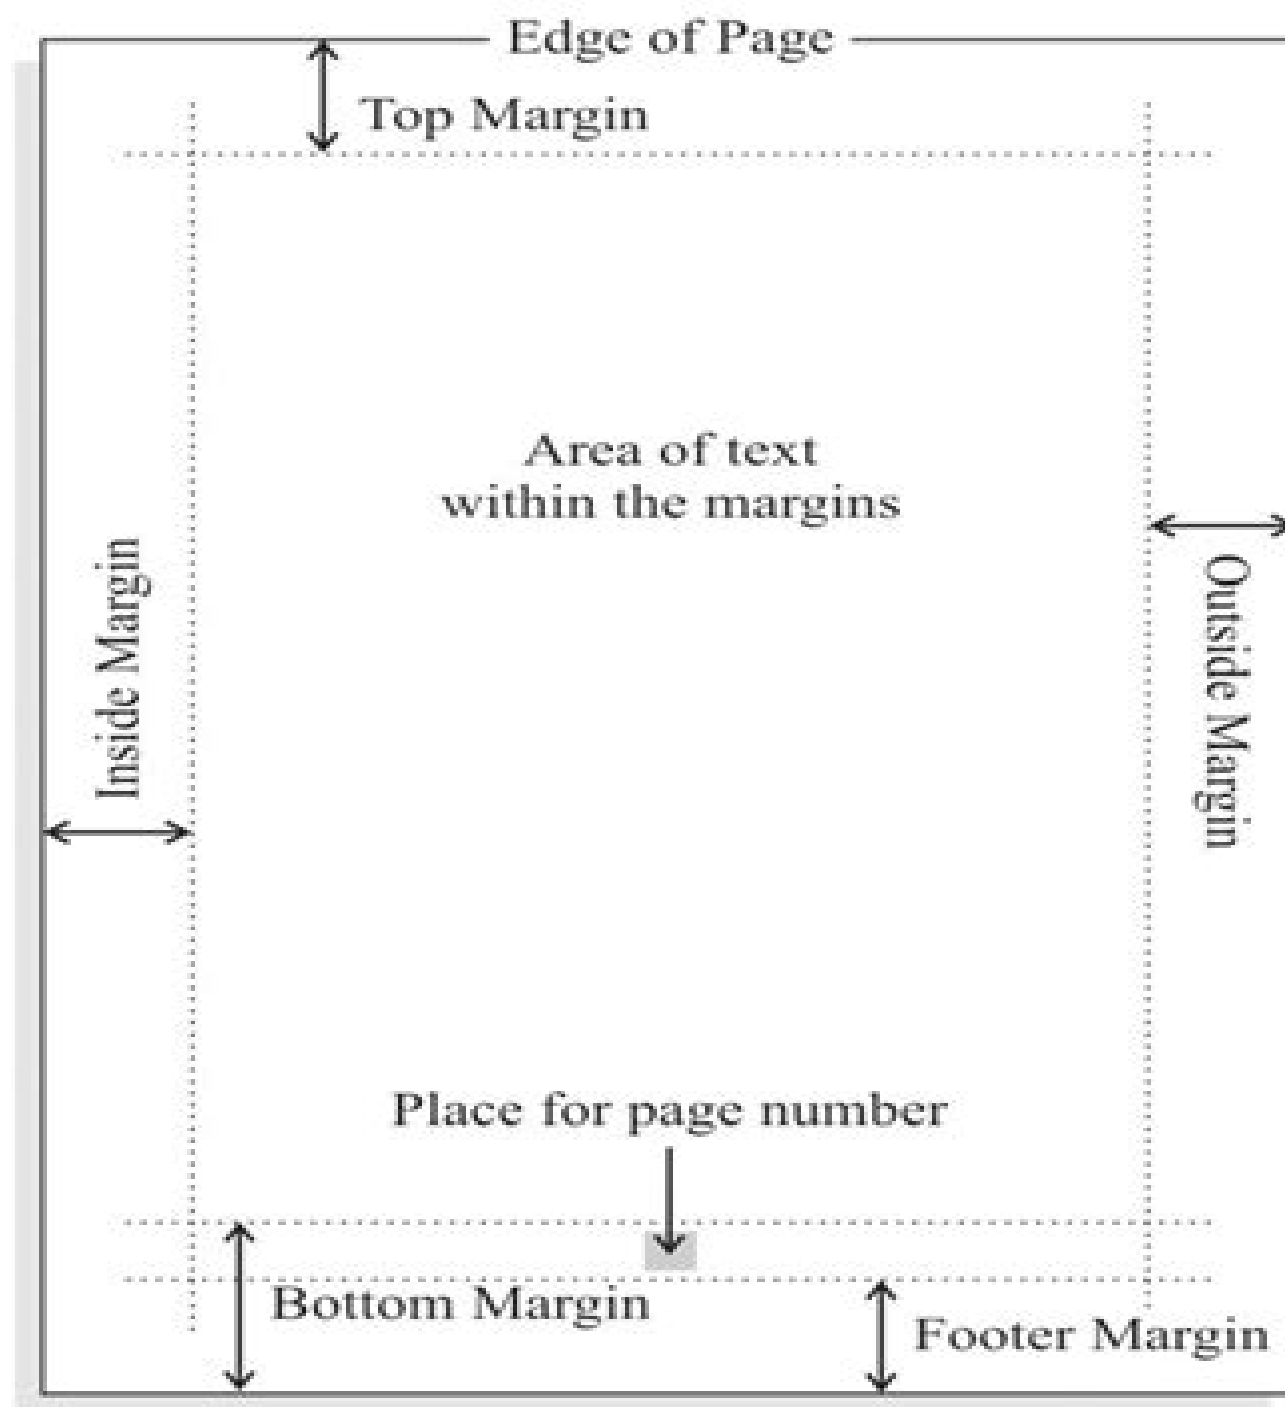 Edge of Page
Top Margin
Area of text
within the margins
Inside Margin
Outside Margin
Place for page number
Bottom Margin
Footer Margin